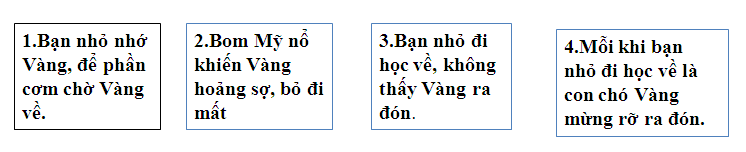 1.Bạn nhỏ nhớ
Vàng, để phần
cơm chờ Vàng
về.
2.Bom Mỹ nổ
khiến Vàng
hoảng sợ, bỏ đi
mất
3.Bạn nhỏ đi
học về, không
thấy Vàng ra
đón.
4.Mỗi khi bạn
nhỏ đi học về là
con chó Vàng
mừng rỡ ra đón.